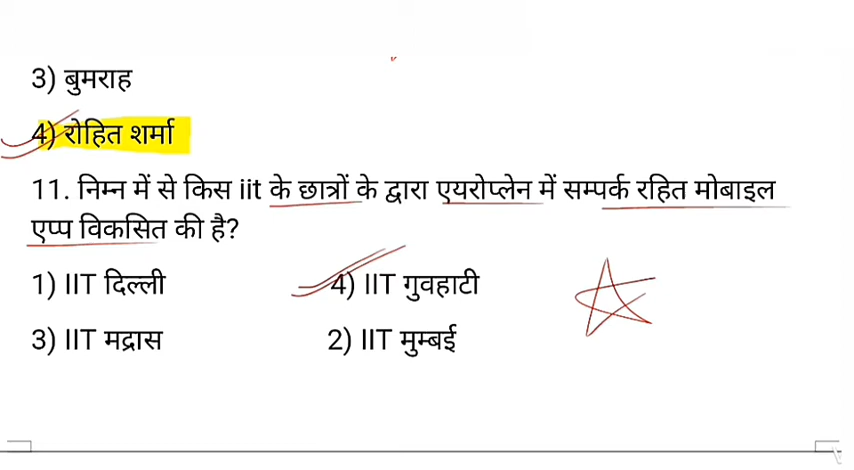 3) बुमराह
4) रोहित शर्मा
11. निम्न में से किस iit के छात्रों के द्वारा एयरोप्लेन में सम्पर्क रहित मोबाइल
एप्प विकसित की है?
1) IIT दिल्ली 4) IIT गुवहाटी
3) IIT मद्रास 2) IIT मुम्बई